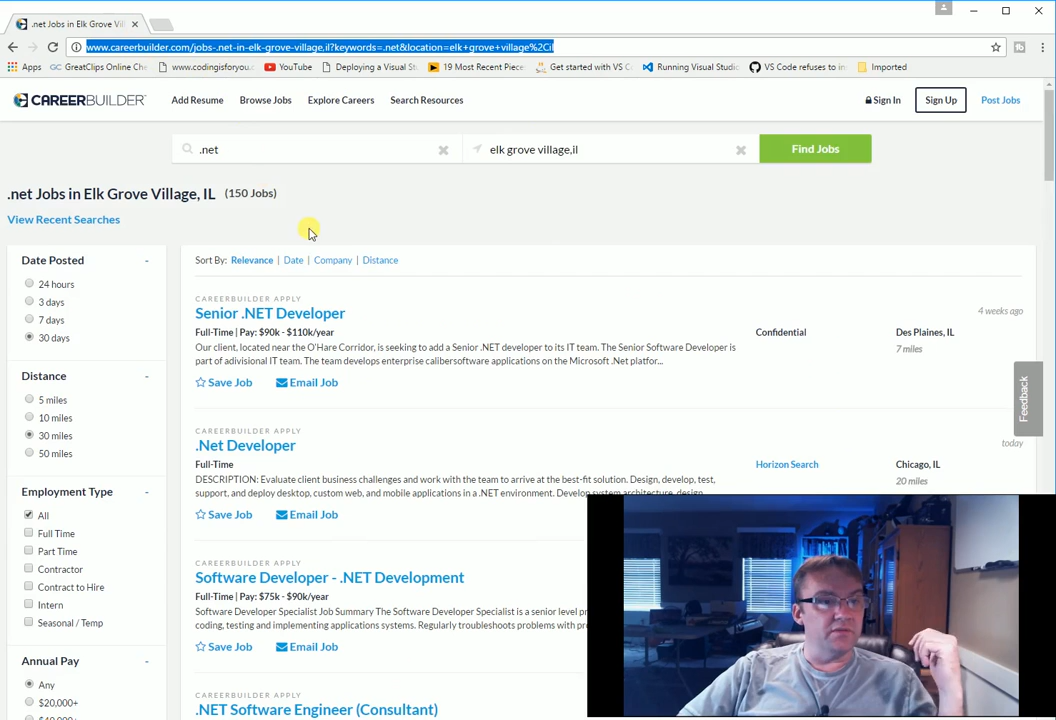 .net Jobs in Elk Grove Vill
www.careerbuilder.com/jobs-.net-in-elk-grove-village,il?keywords=.net&location=elk+grove+village%2Cil
Apps GreatClips Online Che www.codingisforyou. YouTube Deploying a Visual St 19 Most Recent Piece Get started with VS C Running Visual Studi VS Code refuses to in Imported
CAREERBUILDER Add Resume Browse Jobs Explore Careers Search Resumes Sign In Sign Up Post Jobs
.net elk grove village,il Find Jobs
.net Jobs in Elk Grove Village, IL (150 Jobs)
View Recent Searches
Date Posted -
24 hours
3 days
7 days
30 days
Distance -
5 miles
10 miles
30 miles
50 miles
Employment Type -
All
Full Time
Part Time
Contractor
Contract to Hire
Intern
Seasonal / Temp
Annual Pay -
Any
$20,000+
Sort By: Relevance | Date | Company | Distance
CAREERBUILDER APPLY
Senior .NET Developer 4 weeks ago
Full-Time | Pay: $90k - $110k/year Confidential Des Plaines, IL
7 miles
Our client, located near the O'Hare Corridor, is seeking to add a Senior .NET developer to its IT team. The Senior Software Developer is
part of adivisional IT team. The team develops enterprise calibersoftware applications on the Microsoft .Net platfor...
Save Job Email Job
CAREERBUILDER APPLY
.Net Developer today
Full-Time Horizon Search Chicago, IL
20 miles
DESCRIPTION: Evaluate client business challenges and work with the team to arrive at the best-fit solution. Design, develop, test,
support, and deploy desktop, custom web, and mobile applications in a .NET environment. Develop system architecture, design
Save Job Email Job
CAREERBUILDER APPLY
Software Developer - .NET Development
Full-Time | Pay: $75k - $90k/year
Software Developer Specialist Job Summary The Software Developer Specialist is a senior level pr
coding, testing and implementing applications systems. Regularly troubleshoots problems with pr
Save Job Email Job
CAREERBUILDER APPLY
.NET Software Engineer (Consultant)
Feedback